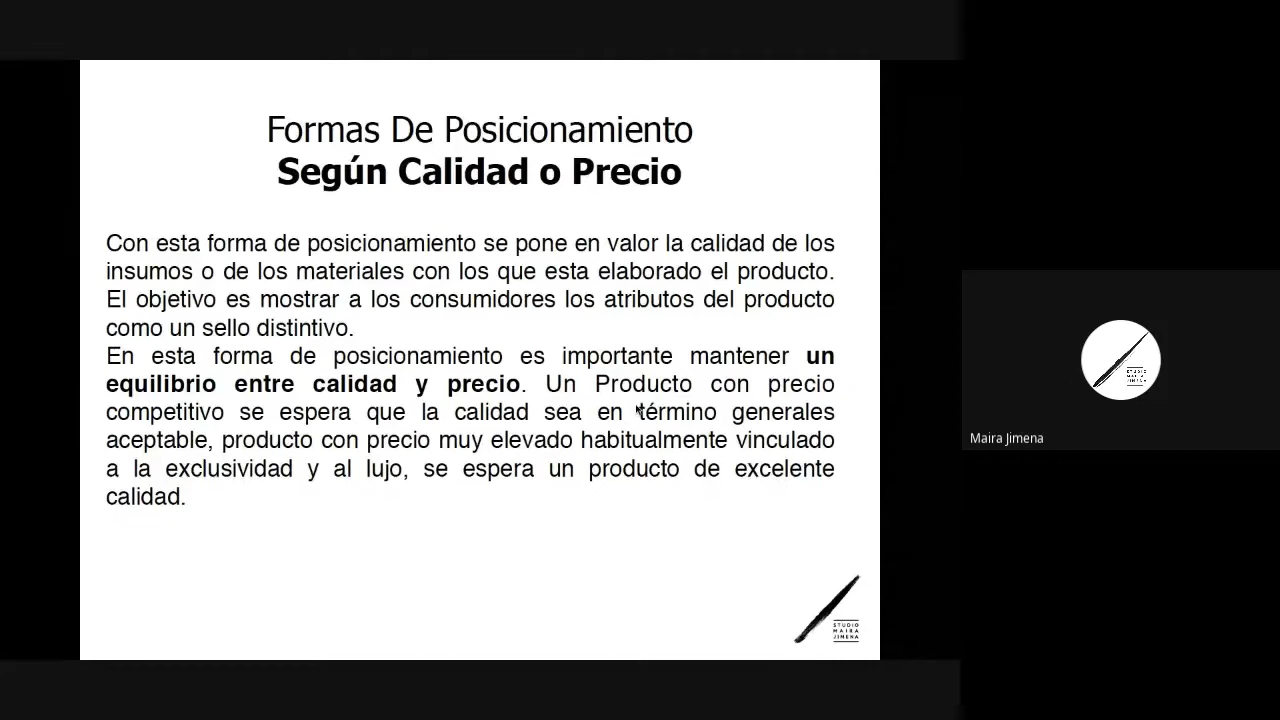 Formas De Posicionamiento
Según Calidad o Precio
Con esta forma de posicionamiento se pone en valor la calidad de los
insumos o de los materiales con los que esta elaborado el producto.
El objetivo es mostrar a los consumidores los atributos del producto
como un sello distintivo.
En esta forma de posicionamiento es importante mantener un
equilibrio entre calidad y precio. Un Producto con precio
competitivo se espera que la calidad sea en término generales
aceptable, producto con precio muy elevado habitualmente vinculado
a la exclusividad y al lujo, se espera un producto de excelente
calidad.
STUDIO
MAIRA
JIMENA
STUDIO
MAIRA
JIMENA
Maira Jimena